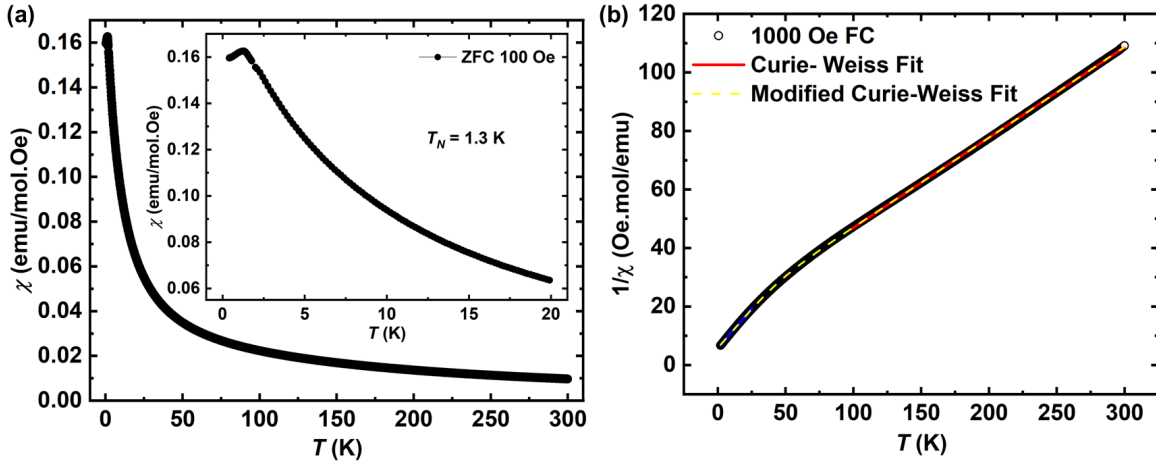 (a)
0.16
0.14
0.12
0.10
0.08
0.06
0.04
0.02
0.00
χ (emu/mol.Oe)
0 50 100 150 200 250 300
T (K)
0.16
0.14
0.12
0.10
0.08
0.06
χ (emu/mol.Oe)
ZFC 100 Oe
T_N = 1.3 K
0 5 10 15 20
T (K)
(b)
120
100
80
60
40
20
0
1/χ (Oe.mol/emu)
1000 Oe FC
Curie- Weiss Fit
Modified Curie-Weiss Fit
0 50 100 150 200 250 300
T (K)